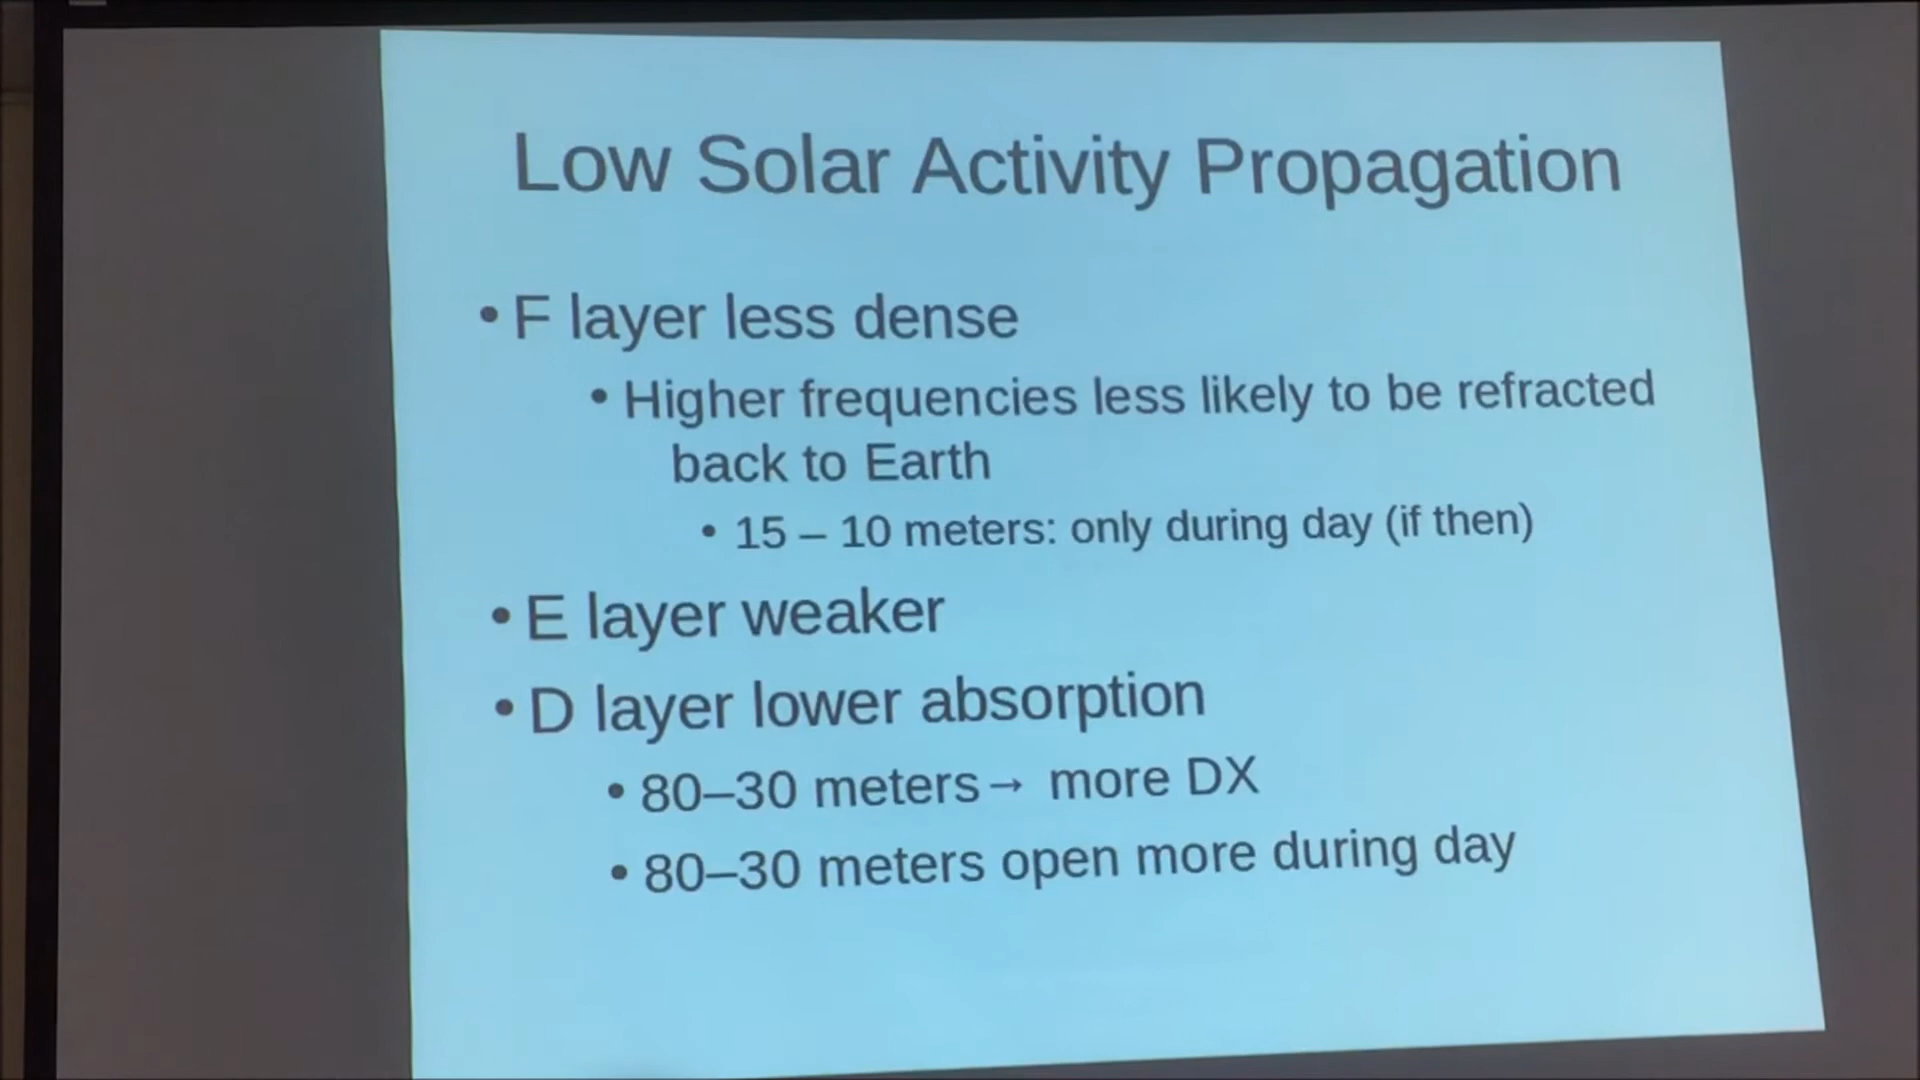 Low Solar Activity Propagation
• F layer less dense
• Higher frequencies less likely to be refracted
back to Earth
• 15 – 10 meters: only during day (if then)
• E layer weaker
• D layer lower absorption
• 80–30 meters→ more DX
• 80–30 meters open more during day